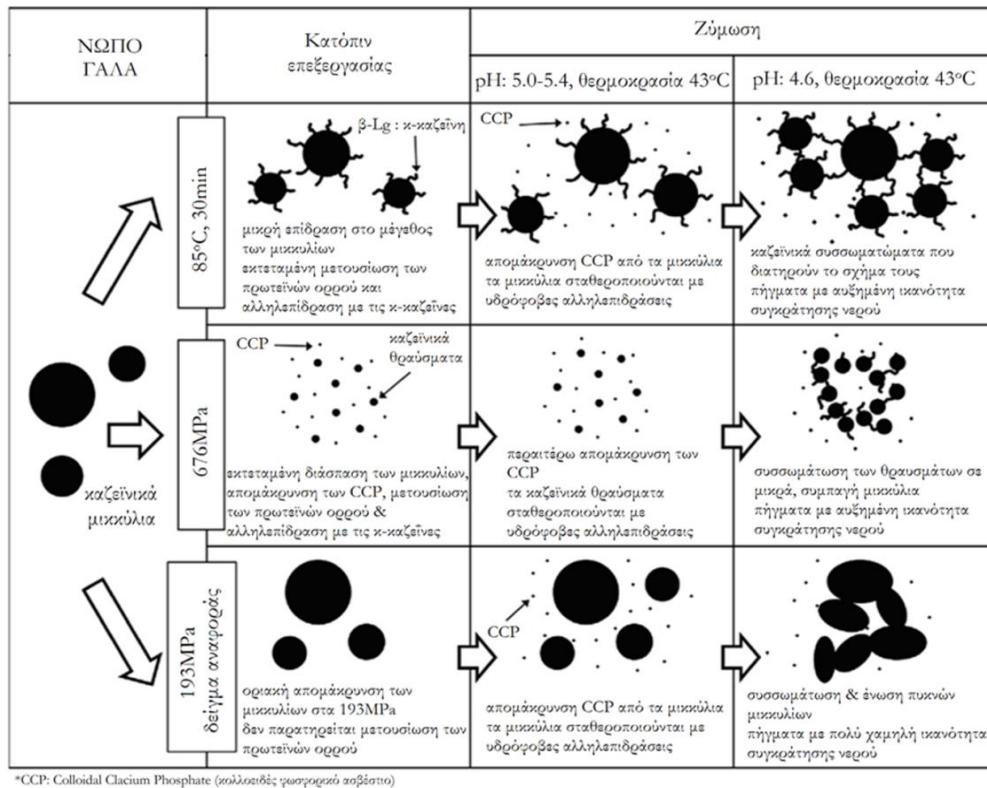 ΝΩΠΟ
ΓΑΛΑ
Κατόπιν
επεξεργασίας
Ζύμωση
pH: 5.0-5.4, θερμοκρασία 43°C
pH: 4.6, θερμοκρασία 43°C
85°C, 30min
β-Lg : κ-καζεΐνη
μικρή επίδραση στο μέγεθος
των μικκυλίων
εκτεταμένη μετουσίωση των
πρωτεϊνών ορρού και
αλληλεπίδραση με τις κ-καζεΐνες
CCP
απομάκρυνση CCP από τα μικκύλια
τα μικκύλια σταθεροποιούνται με
υδρόφοβες αλληλεπιδράσεις
καζεϊνικά συσσωματώματα που
διατηρούν το σχήμα τους
πήγματα με αυξημένη ικανότητα
συγκράτησης νερού
καζεϊνικά
μικκύλια
676MPa
CCP
καζεϊνικά
θραύσματα
εκτεταμένη διάσπαση των μικκυλίων,
απομάκρυνση των CCP, μετουσίωση
των πρωτεϊνών ορρού &
αλληλεπίδραση με τις κ-καζεΐνες
περαιτέρω απομάκρυνση των
CCP
τα καζεϊνικά θραύσματα
σταθεροποιούνται με
υδρόφοβες αλληλεπιδράσεις
συσσωμάτωση των θραυσμάτων σε
μικρά, συμπαγή μικκύλια
πήγματα με αυξημένη ικανότητα
συγκράτησης νερού
193MPa
δείγμα αναφοράς
οριακή απομάκρυνση των
μικκυλίων στα 193MPa
δεν παρατηρείται μετουσίωση των
πρωτεϊνών ορρού
CCP
απομάκρυνση CCP από τα μικκύλια
τα μικκύλια σταθεροποιούνται με
υδρόφοβες αλληλεπιδράσεις
συσσωμάτωση & ένωση πυκνών
μικκυλίων
πήγματα με πολύ χαμηλή ικανότητα
συγκράτησης νερού
*CCP: Colloidal Clacium Phosphate (κολλοειδές φωσφορικό ασβέστιο)